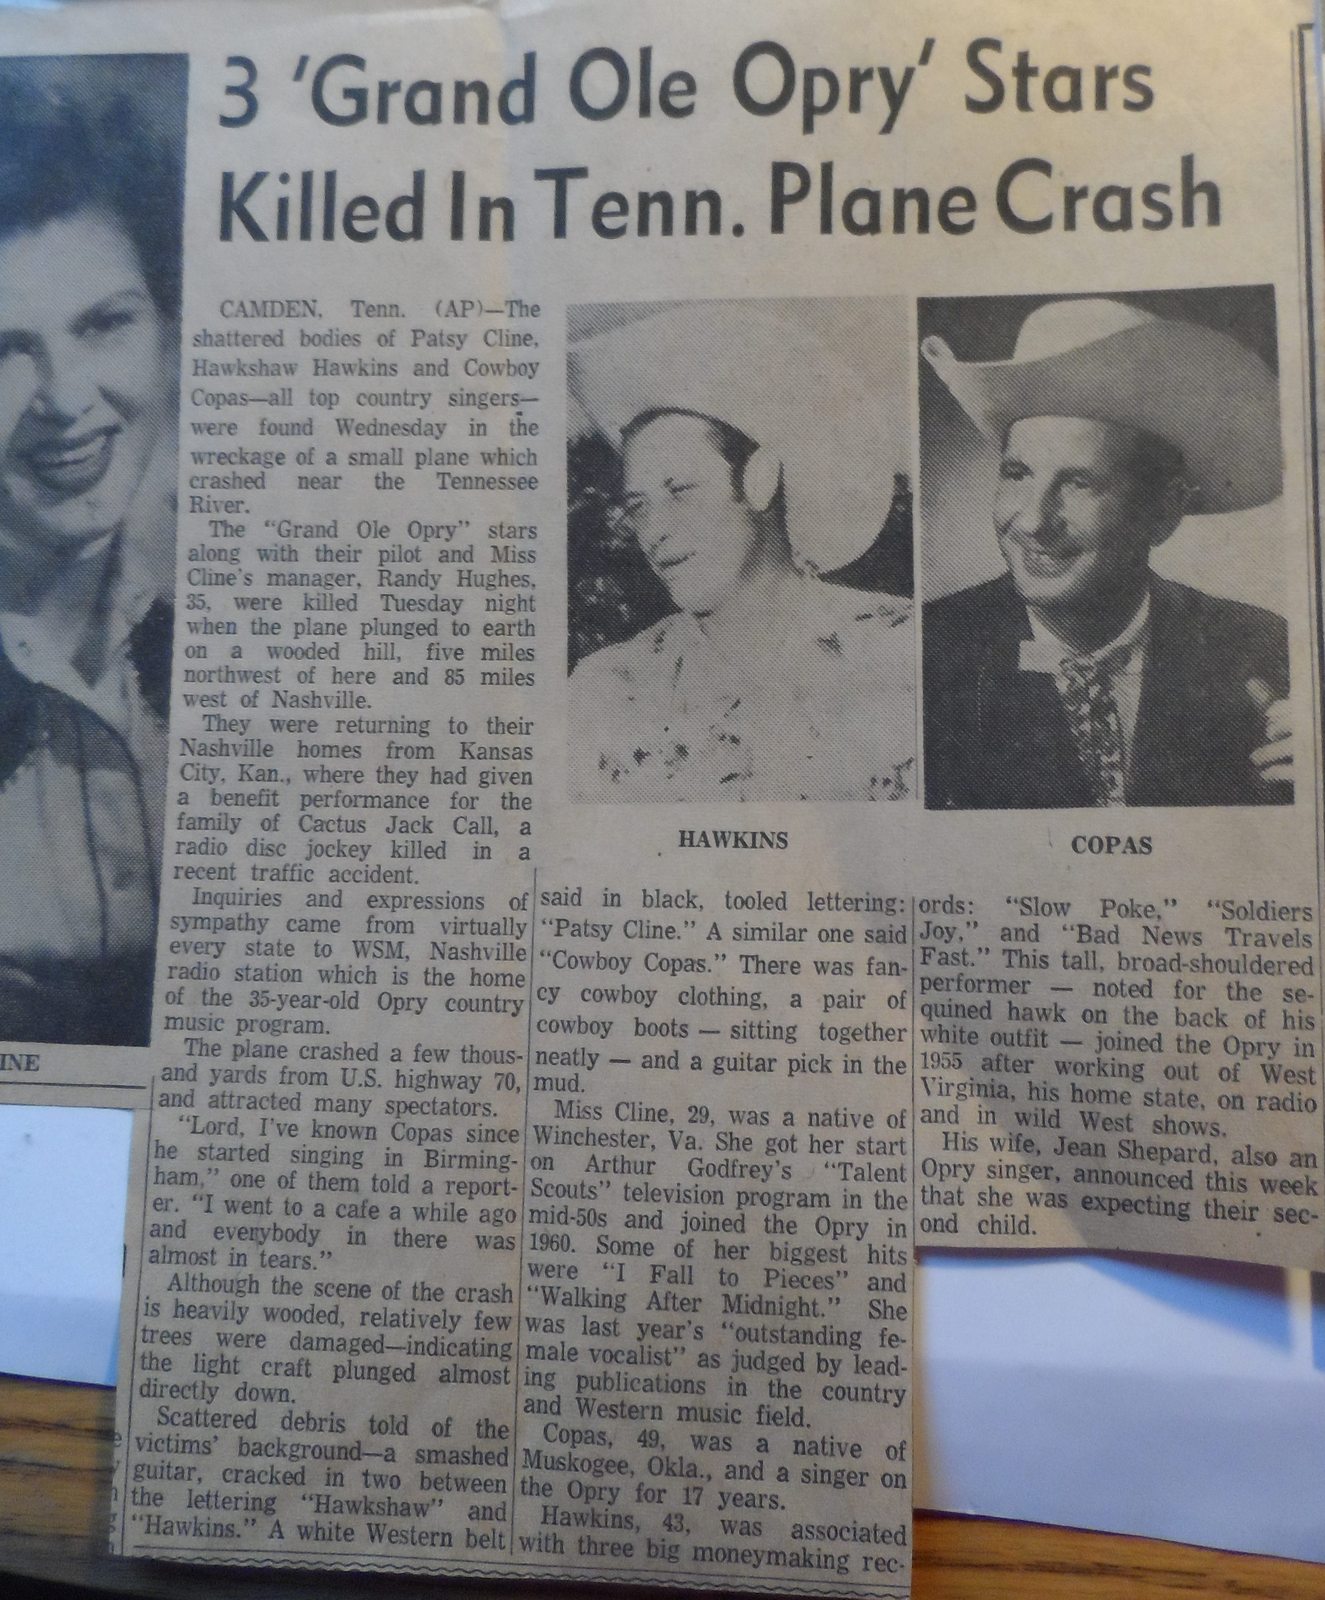 3 'Grand Ole Opry' Stars
Killed In Tenn. Plane Crash
CAMDEN, Tenn. (AP)—The
shattered bodies of Patsy Cline,
Hawkshaw Hawkins and Cowboy
Copas—all top country singers—
were found Wednesday in the
wreckage of a small plane which
crashed near the Tennessee
River.
The "Grand Ole Opry" stars
along with their pilot and Miss
Cline's manager, Randy Hughes,
35, were killed Tuesday night
when the plane plunged to earth
on a wooded hill, five miles
northwest of here and 85 miles
west of Nashville.
They were returning to their
Nashville homes from Kansas
City, Kan., where they had given
a benefit performance for the
family of Cactus Jack Call, a
radio disc jockey killed in a
recent traffic accident.
Inquiries and expressions of
sympathy came from virtually
every state to WSM, Nashville
radio station which is the home
of the 35-year-old Opry country
music program.
The plane crashed a few thous-
and yards from U.S. highway 70,
and attracted many spectators.
"Lord, I've known Copas since
he started singing in Birming-
ham," one of them told a report-
er. "I went to a cafe a while ago
and everybody in there was
almost in tears."
Although the scene of the crash
is heavily wooded, relatively few
trees were damaged—indicating
the light craft plunged almost
directly down.
Scattered debris told of the
victims' background—a smashed
guitar, cracked in two between
the lettering "Hawkshaw" and
"Hawkins." A white Western belt
said in black, tooled lettering:
"Patsy Cline." A similar one said
"Cowboy Copas." There was fan-
cy cowboy clothing, a pair of
cowboy boots — sitting together
neatly — and a guitar pick in the
mud.
Miss Cline, 29, was a native of
Winchester, Va. She got her start
on Arthur Godfrey's "Talent
Scouts" television program in the
mid-50s and joined the Opry in
1960. Some of her biggest hits
were "I Fall to Pieces" and
"Walking After Midnight." She
was last year's "outstanding fe-
male vocalist" as judged by lead-
ing publications in the country
and Western music field.
Copas, 49, was a native of
Muskogee, Okla., and a singer on
the Opry for 17 years.
Hawkins, 43, was associated
with three big moneymaking rec-
ords: "Slow Poke," "Soldiers
Joy," and "Bad News Travels
Fast." This tall, broad-shouldered
performer — noted for the se-
quined hawk on the back of his
white outfit — joined the Opry in
1955 after working out of West
Virginia, his home state, on radio
and in wild West shows.
His wife, Jean Shepard, also an
Opry singer, announced this week
that she was expecting their sec-
ond child.
HAWKINS
COPAS
INE